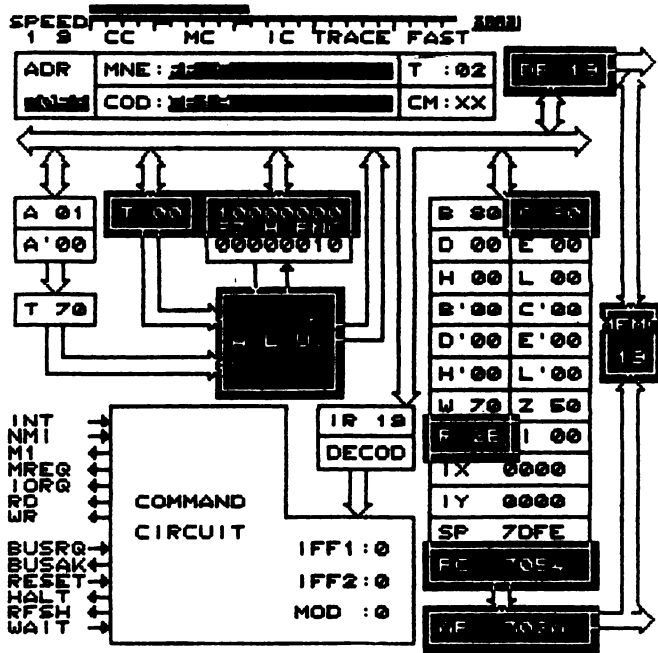 SPEED
1 9 CC MC IC TRACE FAST
ADR MNE: T :02
COD: CM:XX
A 01 T 00 10000000 B 80
A'00 00000010 D 00 E 00
H 00 L 00
T 70 B'00 C'00
D'00 E'00
H'00 L'00
IR 19 W 70 Z 50
DECOD I 00
IX 0000
IY 0000
SP 7DFE
PC
INT
NMI
M1
MREQ
IORQ
RD
WR
BUSRQ
BUSAK
RESET
HALT
RFSH
WAIT
COMMAND
CIRCUIT
IFF1:0
IFF2:0
MOD :0